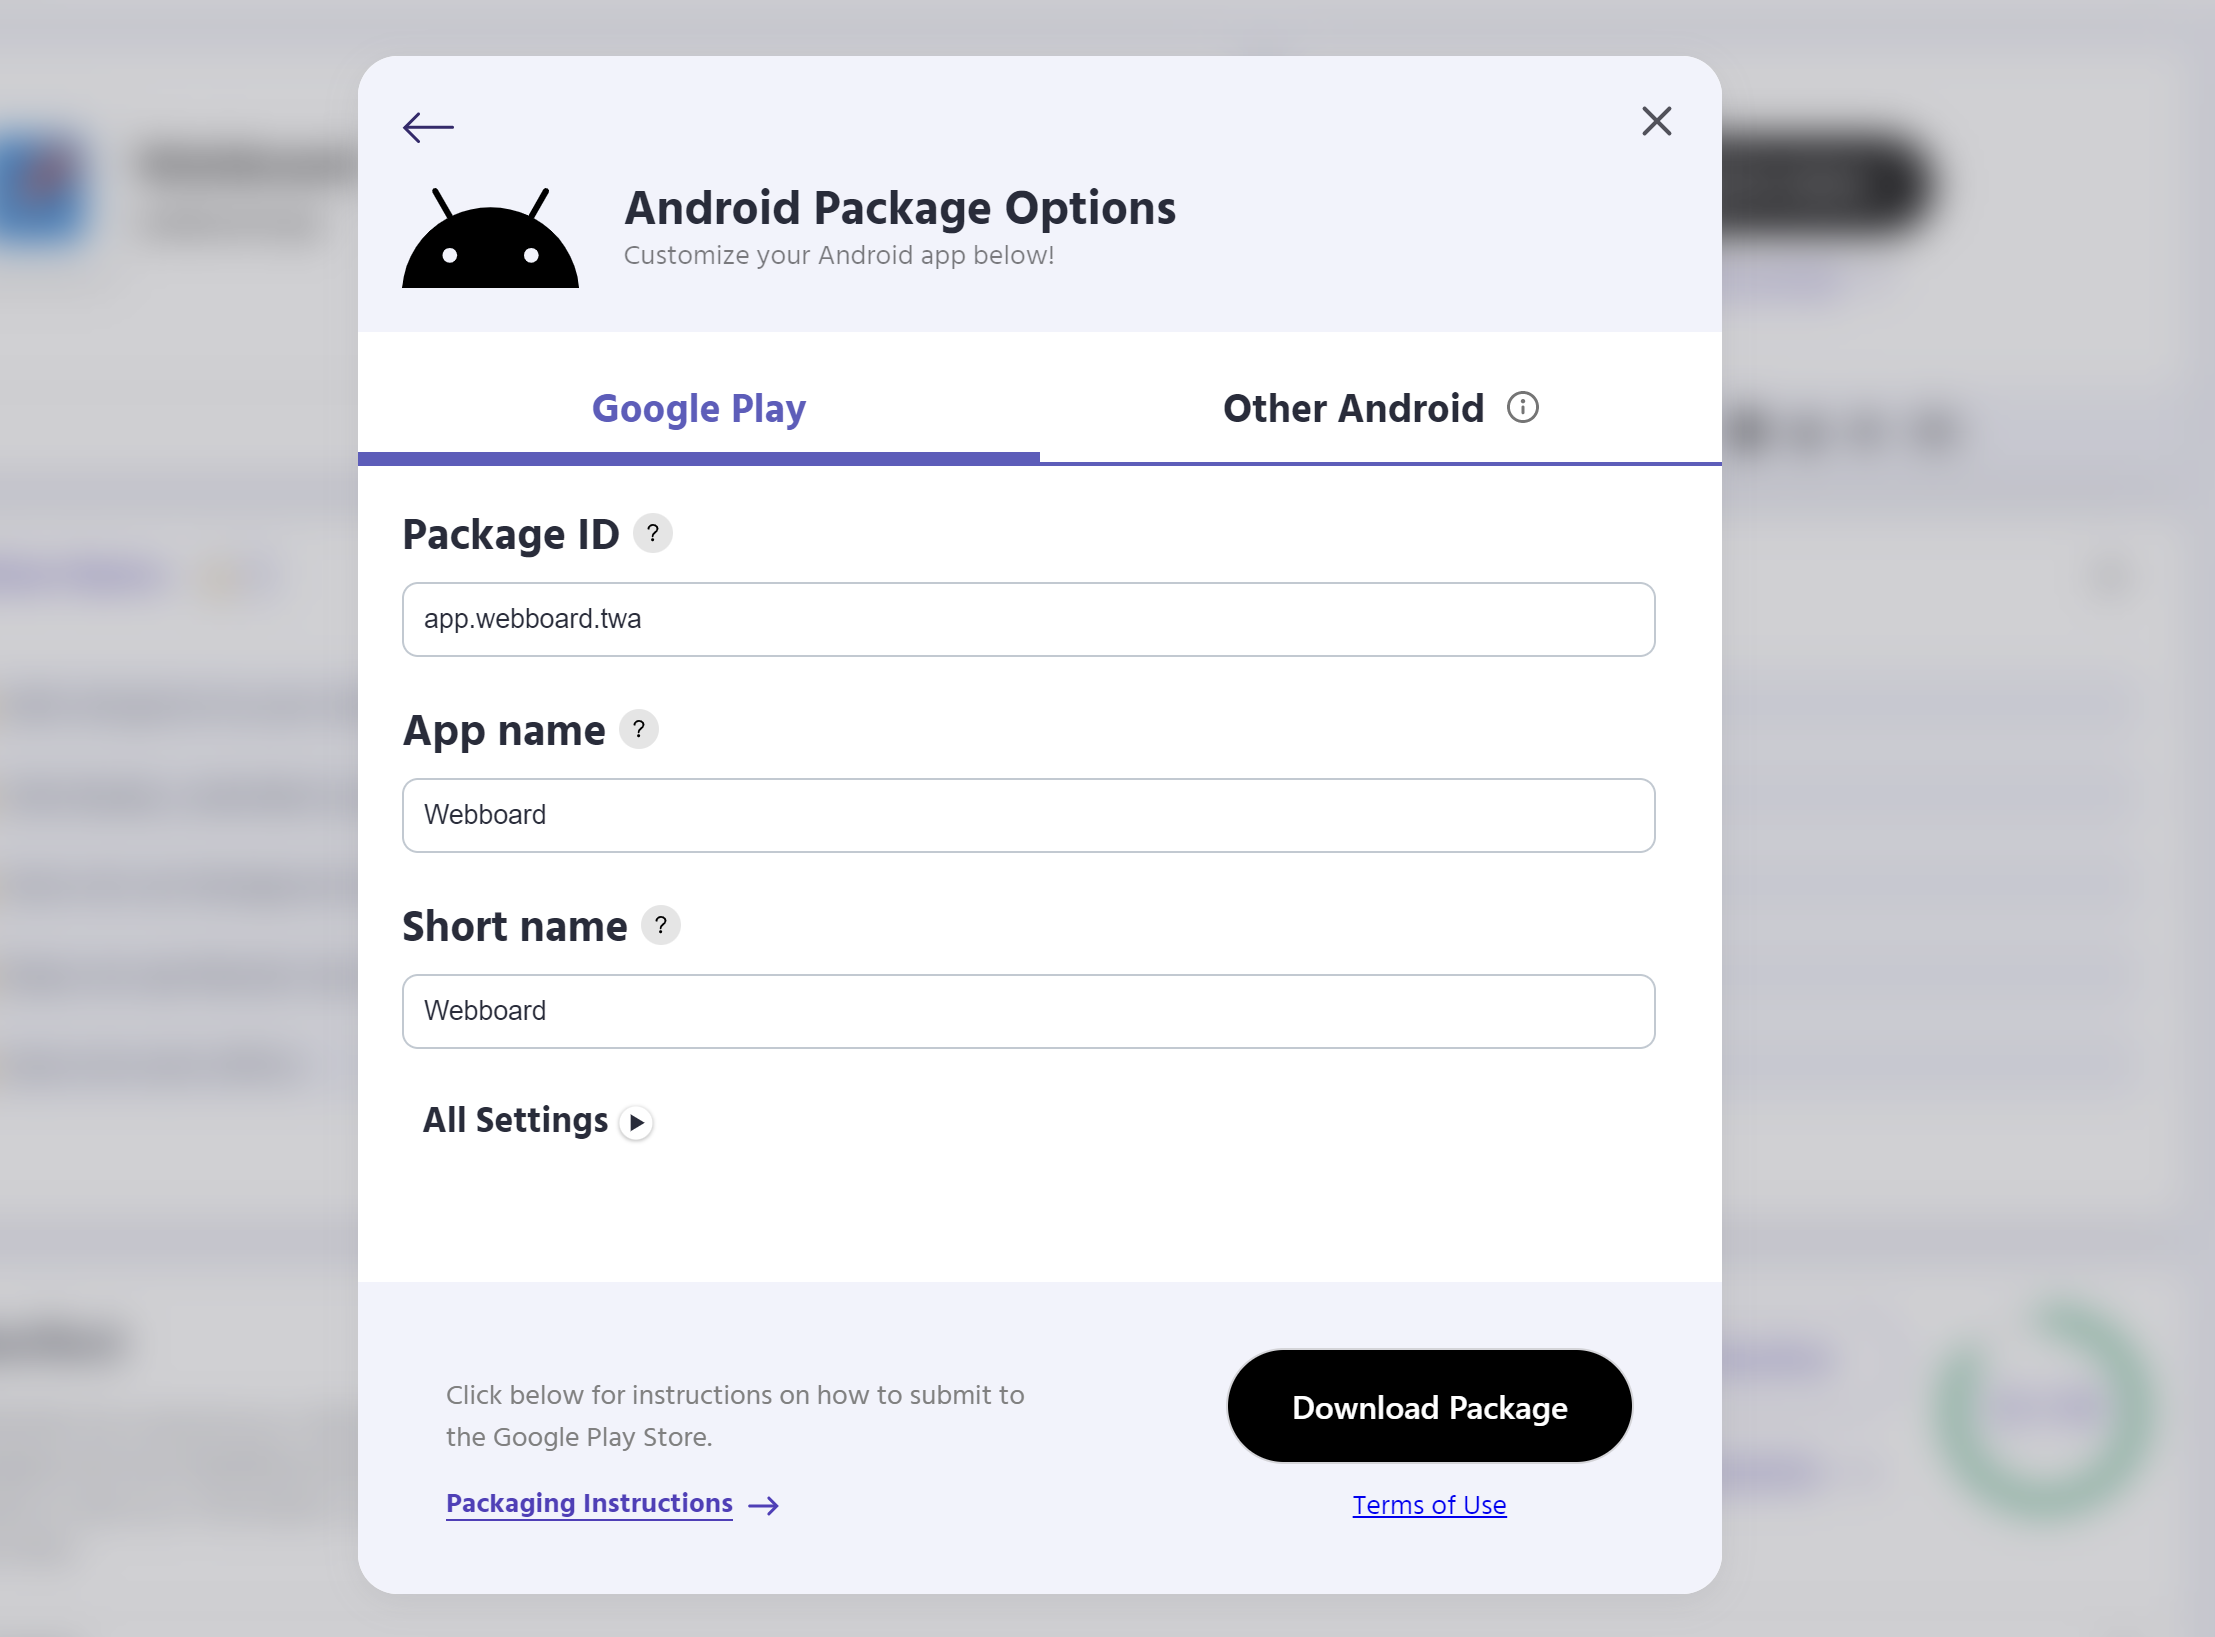 Android Package Options
Customize your Android app below!
Google Play
Other Android
Package ID ?
app.webboard.twa
App name ?
Webboard
Short name ?
Webboard
All Settings
Click below for instructions on how to submit to
the Google Play Store.
Packaging Instructions
Download Package
Terms of Use